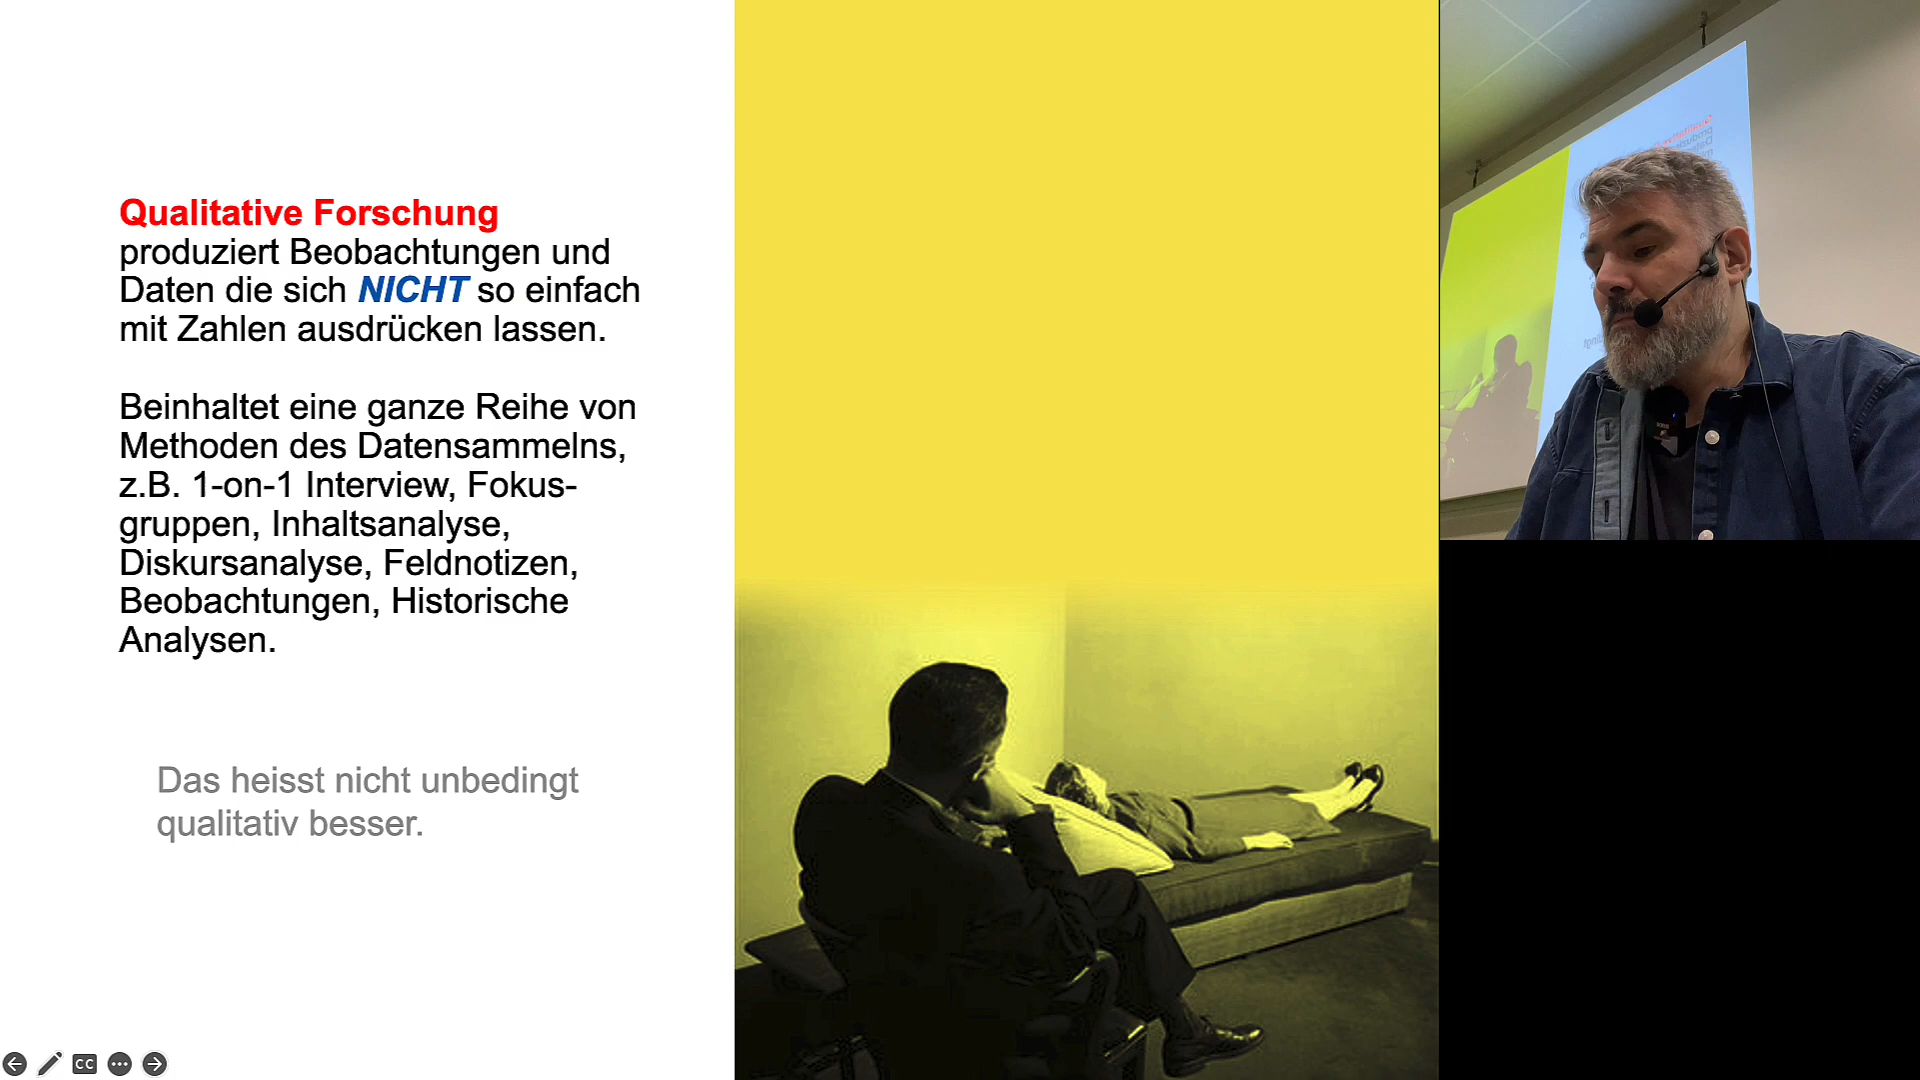 Qualitative Forschung
produziert Beobachtungen und
Daten die sich NICHT so einfach
mit Zahlen ausdrücken lassen.
Beinhaltet eine ganze Reihe von
Methoden des Datensammelns,
z.B. 1-on-1 Interview, Fokus-
gruppen, Inhaltsanalyse,
Diskursanalyse, Feldnotizen,
Beobachtungen, Historische
Analysen.
Das heisst nicht unbedingt
qualitativ besser.
CC